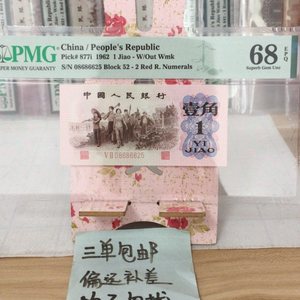 PMG
PAPER MONEY GUARANTY
China / People's Republic
Pick# 877i 1962 1 Jiao - W/Out Wmk
S/N 08686625 Block 52 - 2 Red R. Numerals
68 EPQ
Superb Gem Unc
中国人民银行
壹角
1
YI
JIAO
VII 08686625
三单包邮
偏远补差